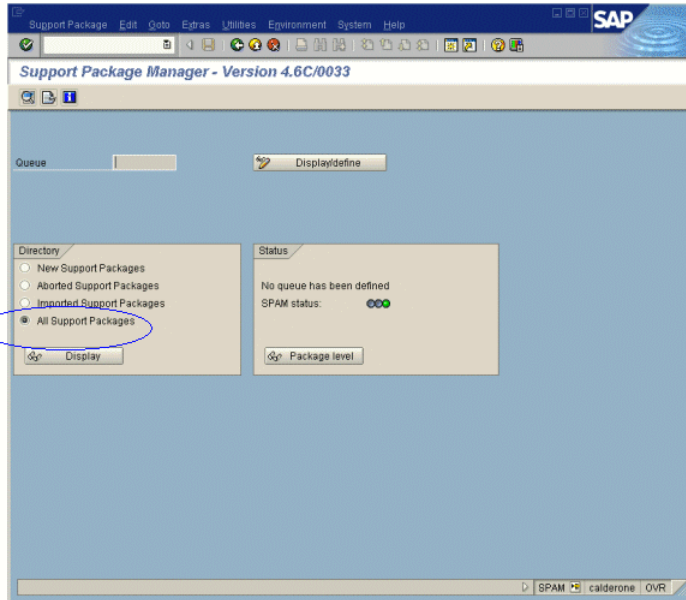 Support Package Edit Goto Extras Utilities Environment System Help
SAP
Support Package Manager - Version 4.6C/0033
Queue
Display/define
Directory
New Support Packages
Aborted Support Packages
Imported Support Packages
All Support Packages
Display
Status
No queue has been defined
SPAM status:
Package level
SPAM calderone OVR